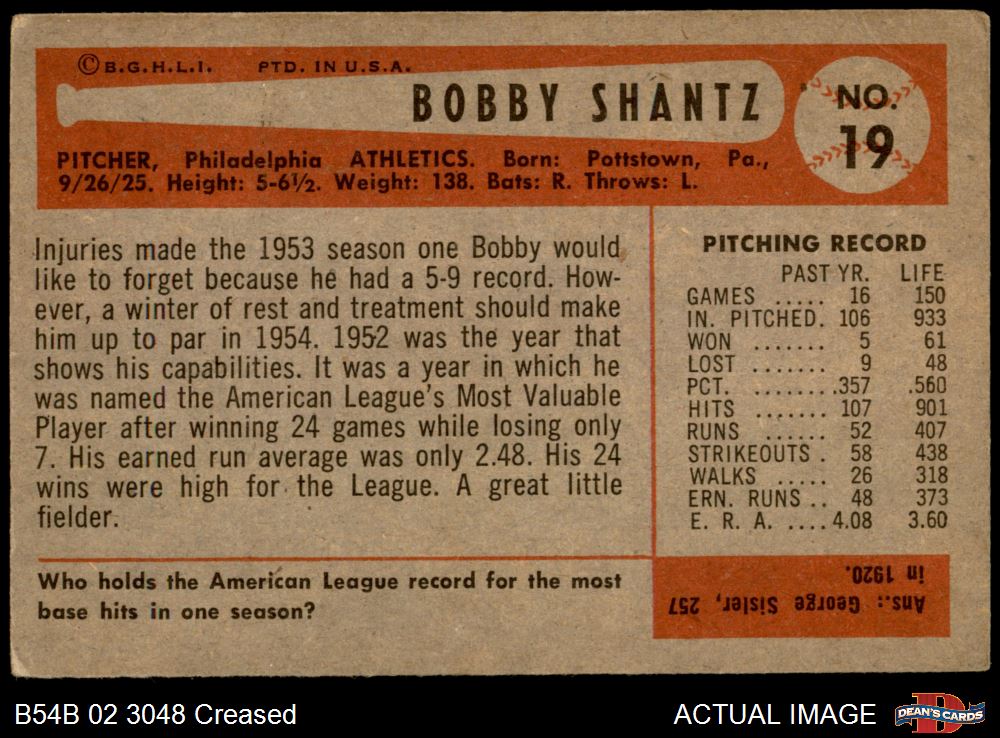 ©B.G.H.L.I. PTD. IN U.S.A.
BOBBY SHANTZ
NO.
19
PITCHER, Philadelphia ATHLETICS. Born: Pottstown, Pa.,
9/26/25. Height: 5-6½. Weight: 138. Bats: R. Throws: L.
Injuries made the 1953 season one Bobby would
like to forget because he had a 5-9 record. How-
ever, a winter of rest and treatment should make
him up to par in 1954. 1952 was the year that
shows his capabilities. It was a year in which he
was named the American League's Most Valuable
Player after winning 24 games while losing only
7. His earned run average was only 2.48. His 24
wins were high for the League. A great little
fielder.
PITCHING RECORD
PAST YR. LIFE
GAMES ..... 16 150
IN. PITCHED. 106 933
WON ....... 5 61
LOST ....... 9 48
PCT. ........ .357 .560
HITS ....... 107 901
RUNS ...... 52 407
STRIKEOUTS . 58 438
WALKS ..... 26 318
ERN. RUNS .. 48 373
E. R. A. .... 4.08 3.60
Who holds the American League record for the most
base hits in one season?
Ans.: George Sisler, 257
in 1920.
B54B 02 3048 Creased
ACTUAL IMAGE
D
DEAN'S CARDS